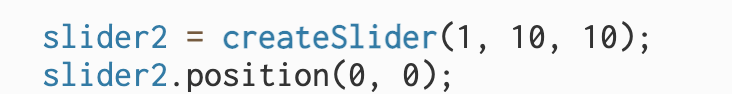 slider2 = createSlider(1, 10, 10);
slider2.position(0, 0);